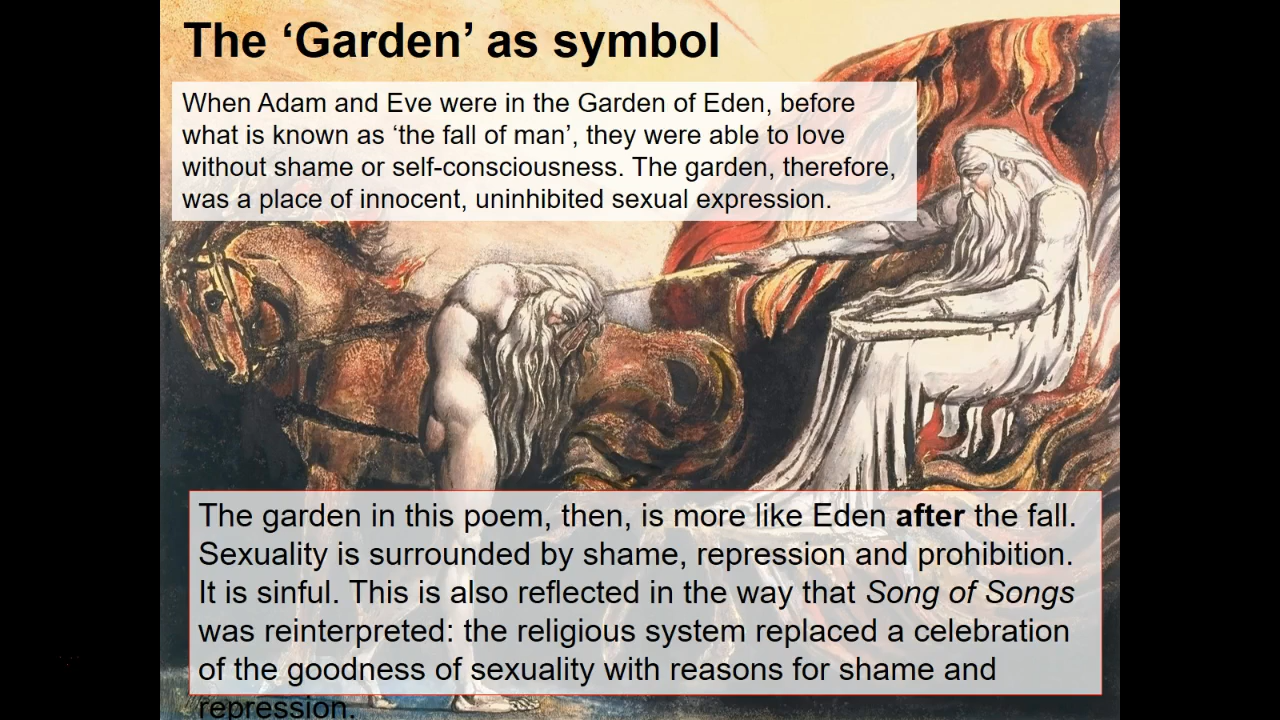 The ‘Garden’ as symbol
When Adam and Eve were in the Garden of Eden, before
what is known as ‘the fall of man’, they were able to love
without shame or self-consciousness. The garden, therefore,
was a place of innocent, uninhibited sexual expression.
The garden in this poem, then, is more like Eden after the fall.
Sexuality is surrounded by shame, repression and prohibition.
It is sinful. This is also reflected in the way that Song of Songs
was reinterpreted: the religious system replaced a celebration
of the goodness of sexuality with reasons for shame and
repression.